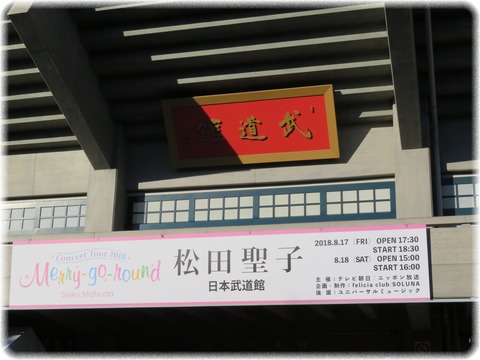 武道館
Concert Tour 2018
Merry-go-round
Seiko Matsuda
松田聖子
日本武道館
2018.8.17 (FRI) OPEN 17:30
START 18:30
8.18 (SAT) OPEN 15:00
START 16:00
主催：テレビ朝日／ニッポン放送
企画・制作：felicia club SOLUNA
後援：ユニバーサルミュージック